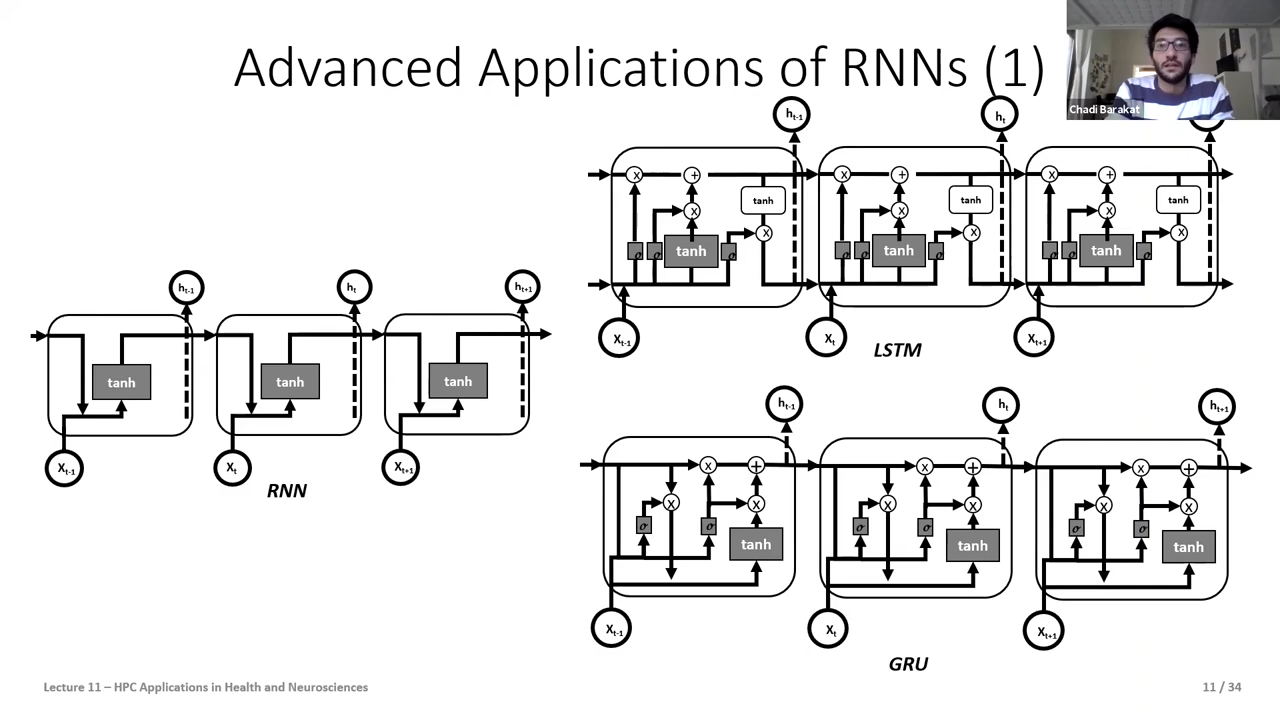 Advanced Applications of RNNs (1)
Chadi Barakat
h t-1
h t
x + x tanh x σ σ tanh σ
x + x tanh x σ σ tanh σ
x + x tanh x σ σ tanh σ
X t-1
X t
X t+1
LSTM
h t-1
h t
h t+1
tanh
tanh
tanh
X t-1
X t
X t+1
RNN
h t-1
h t
h t+1
x + x x σ σ tanh
x + x x σ σ tanh
x + x x σ σ tanh
X t-1
X t
X t+1
GRU
Lecture 11 – HPC Applications in Health and Neurosciences
11 / 34